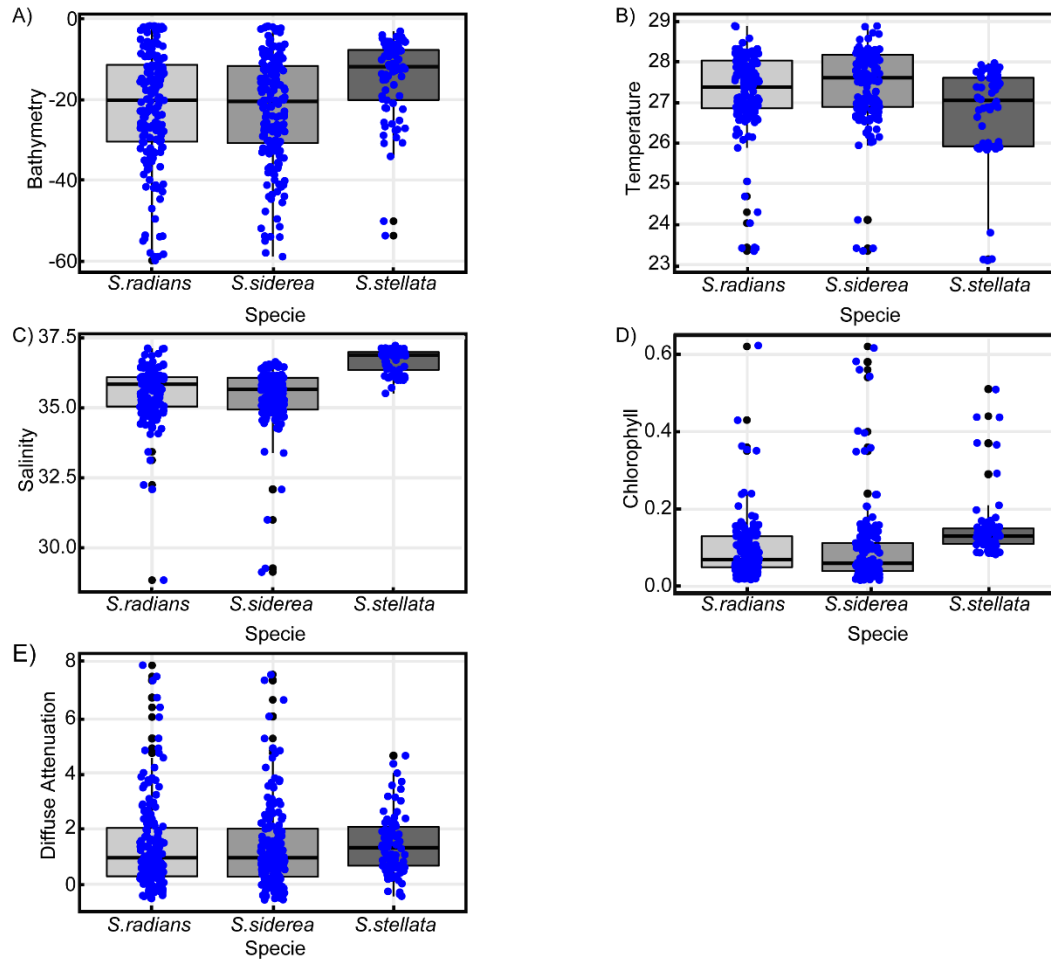 A)
Bathymetry
0
-20
-40
-60
S.radians S.siderea S.stellata
Specie
B)
Temperature
29
28
27
26
25
24
23
S.radians S.siderea S.stellata
Specie
C)
Salinity
37.5
35.0
32.5
30.0
S.radians S.siderea S.stellata
Specie
D)
Chlorophyll
0.6
0.4
0.2
0.0
S.radians S.siderea S.stellata
Specie
E)
Diffuse Attenuation
8
6
4
2
0
S.radians S.siderea S.stellata
Specie